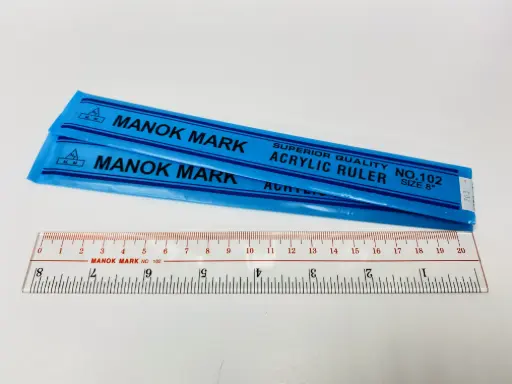 MANOK MARK
SUPERIOR QUALITY
ACRYLIC RULER
NO.102
SIZE 8"
MANOK MARK
0 1 2 3 4 5 6 7 8 9 10 11 12 13 14 15 16 17 18 19 20
MANOK MARK NO. 102
8 7 6 5 4 3 2 1